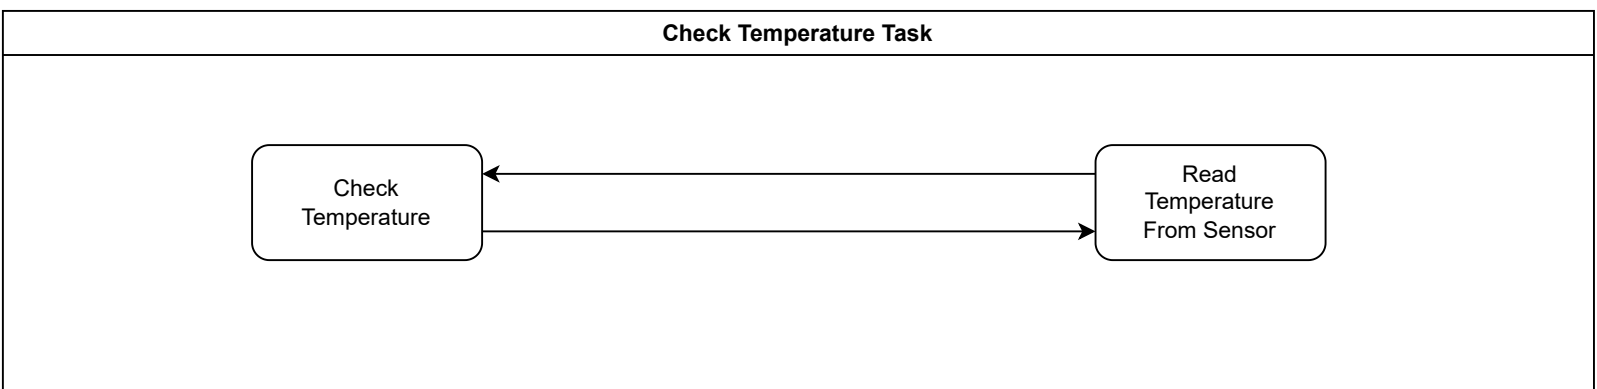 Check Temperature Task
Check
Temperature
Read
Temperature
From Sensor